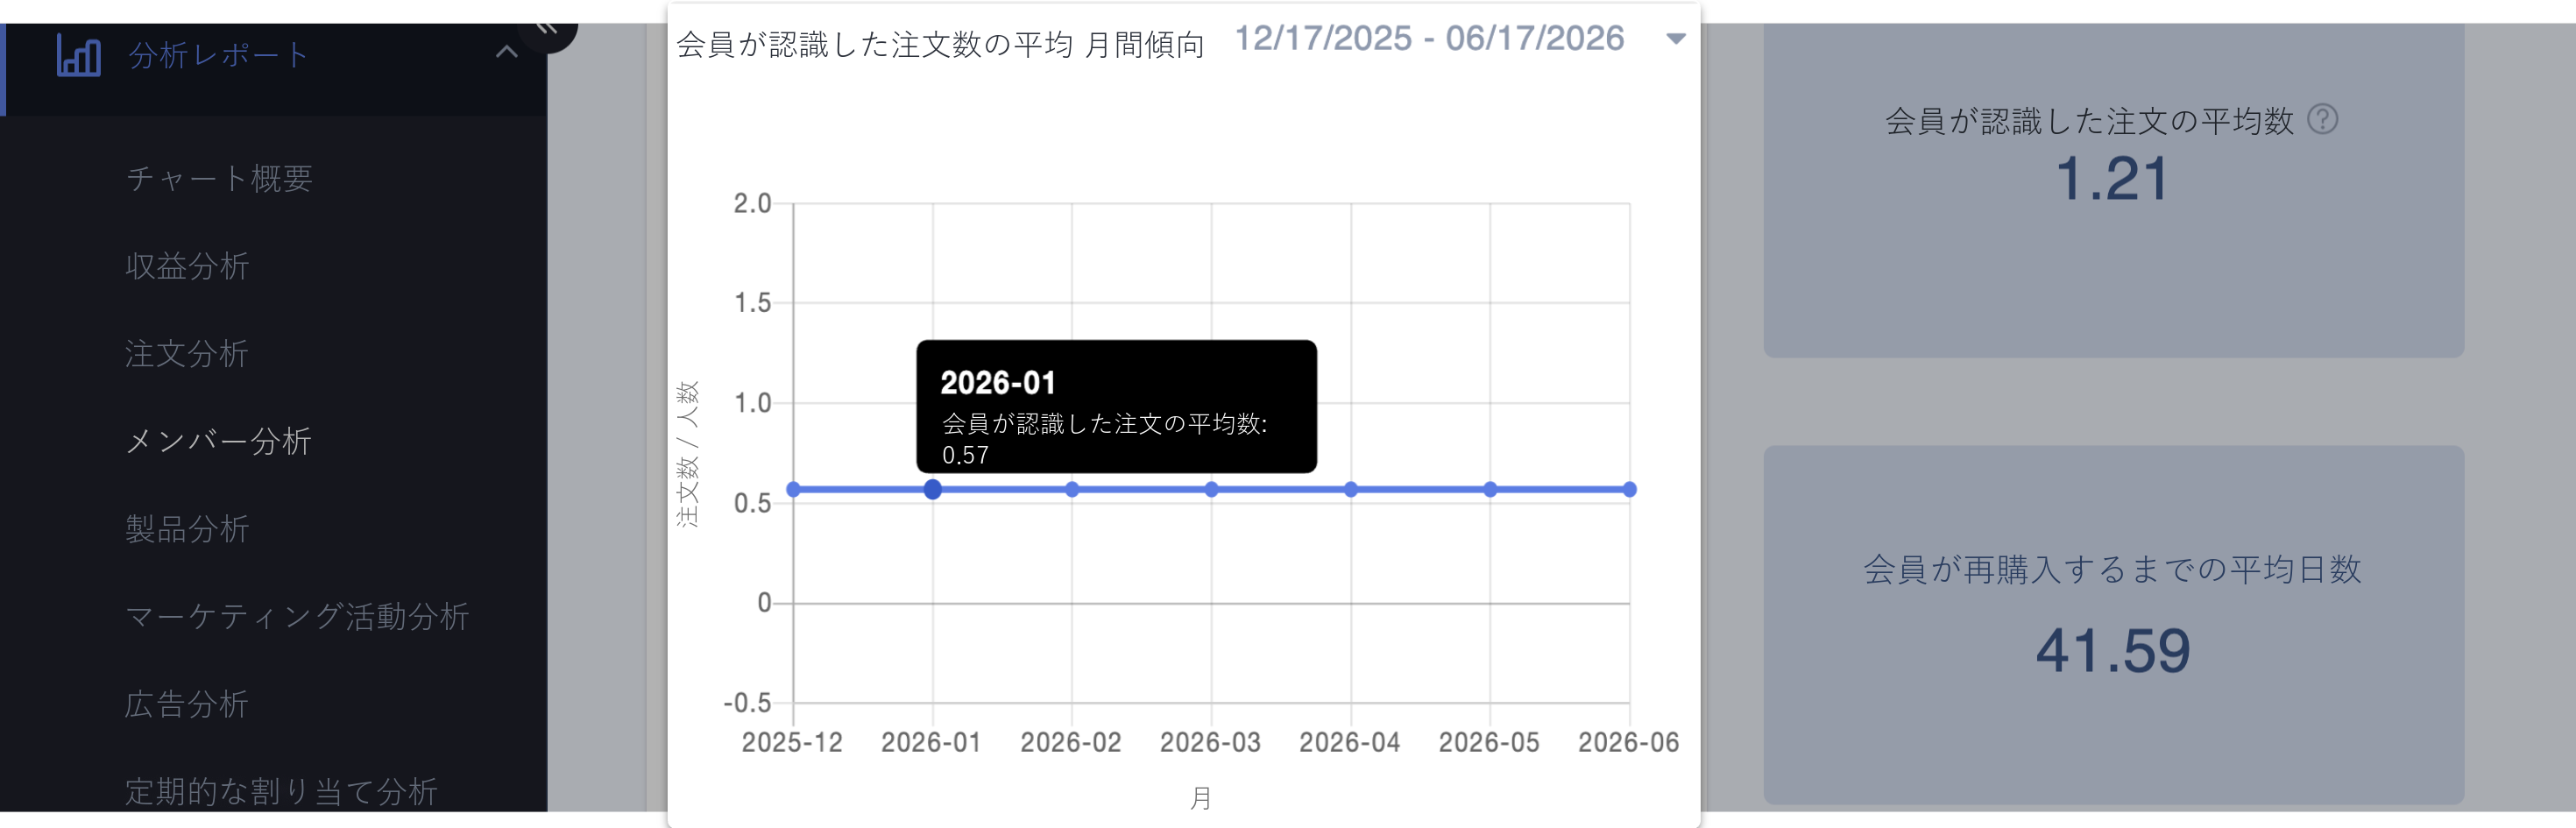 分析レポート
チャート概要
収益分析
注文分析
メンバー分析
製品分析
マーケティング活動分析
広告分析
定期的な割り当て分析
会員が認識した注文数の平均 月間傾向
12/17/2025 - 06/17/2026
2.0
1.5
1.0
0.5
0
-0.5
注文数 / 人数
2026-01
会員が認識した注文の平均数:
0.57
2025-12 2026-01 2026-02 2026-03 2026-04 2026-05 2026-06
月
会員が認識した注文の平均数 ?
1.21
会員が再購入するまでの平均日数
41.59